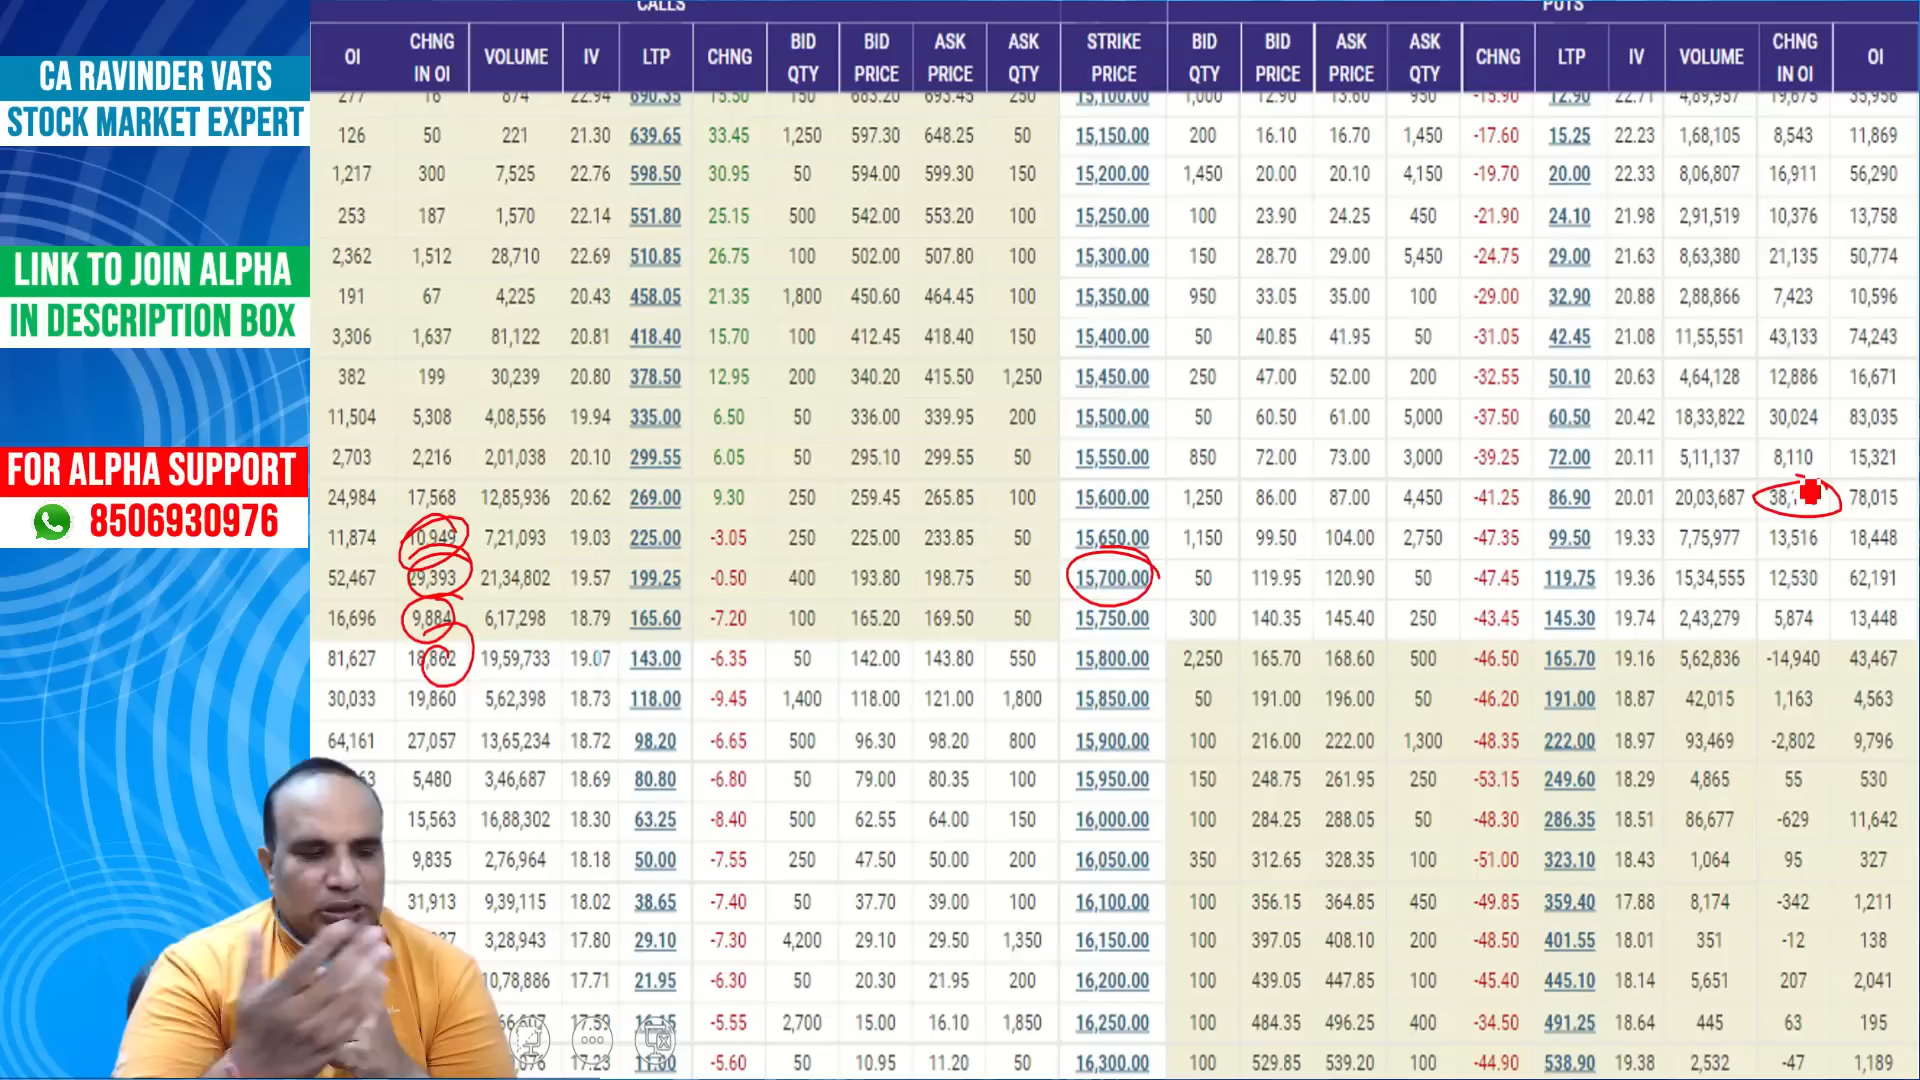 CALLS PUTS
OI CHNG IN OI VOLUME IV LTP CHNG BID QTY BID PRICE ASK PRICE ASK QTY STRIKE PRICE BID QTY BID PRICE ASK PRICE ASK QTY CHNG LTP IV VOLUME CHNG IN OI OI
277 16 874 22.94 690.35 15.50 150 683.20 693.45 250 15,100.00 1,000 12.90 13.60 950 -15.90 12.90 22.71 4,89,957 19,675 35,956
126 50 221 21.30 639.65 33.45 1,250 597.30 648.25 50 15,150.00 200 16.10 16.70 1,450 -17.60 15.25 22.23 1,68,105 8,543 11,869
1,217 300 7,525 22.76 598.50 30.95 50 594.00 599.30 150 15,200.00 1,450 20.00 20.10 4,150 -19.70 20.00 22.33 8,06,807 16,911 56,290
253 187 1,570 22.14 551.80 25.15 500 542.00 553.20 100 15,250.00 100 23.90 24.25 450 -21.90 24.10 21.98 2,91,519 10,376 13,758
2,362 1,512 28,710 22.69 510.85 26.75 100 502.00 507.80 100 15,300.00 150 28.70 29.00 5,450 -24.75 29.00 21.63 8,63,380 21,135 50,774
191 67 4,225 20.43 458.05 21.35 1,800 450.60 464.45 100 15,350.00 950 33.05 35.00 100 -29.00 32.90 20.88 2,88,866 7,423 10,596
3,306 1,637 81,122 20.81 418.40 15.70 100 412.45 418.40 150 15,400.00 50 40.85 41.95 50 -31.05 42.45 21.08 11,55,551 43,133 74,243
382 199 30,239 20.80 378.50 12.95 200 340.20 415.50 1,250 15,450.00 250 47.00 52.00 200 -32.55 50.10 20.63 4,64,128 12,886 16,671
11,504 5,308 4,08,556 19.94 335.00 6.50 50 336.00 339.95 200 15,500.00 50 60.50 61.00 5,000 -37.50 60.50 20.42 18,33,822 30,024 83,035
2,703 2,216 2,01,038 20.10 299.55 6.05 50 295.10 299.55 50 15,550.00 850 72.00 73.00 3,000 -39.25 72.00 20.11 5,11,137 8,110 15,321
24,984 17,568 12,85,936 20.62 269.00 9.30 250 259.45 265.85 100 15,600.00 1,250 86.00 87.00 4,450 -41.25 86.90 20.01 20,03,687 78,015
11,874 10,949 7,21,093 19.03 225.00 -3.05 250 225.00 233.85 50 15,650.00 1,150 99.50 104.00 2,750 -47.35 99.50 19.33 7,75,977 13,516 18,448
52,467 29,393 21,34,802 19.57 199.25 -0.50 400 193.80 198.75 50 15,700.00 50 119.95 120.90 50 -47.45 119.75 19.36 15,34,555 12,530 62,191
16,696 9,884 6,17,298 18.79 165.60 -7.20 100 165.20 169.50 50 15,750.00 300 140.35 145.40 250 -43.45 145.30 19.74 2,43,279 5,874 13,448
81,627 18,862 19,59,733 19.07 143.00 -6.35 50 142.00 143.80 550 15,800.00 2,250 165.70 168.60 500 -46.50 165.70 19.16 5,62,836 -14,940 43,467
30,033 19,860 5,62,398 18.73 118.00 -9.45 1,400 118.00 121.00 1,800 15,850.00 50 191.00 196.00 50 -46.20 191.00 18.87 42,015 1,163 4,563
64,161 27,057 13,65,234 18.72 98.20 -6.65 500 96.30 98.20 800 15,900.00 100 216.00 222.00 1,300 -48.35 222.00 18.97 93,469 -2,802 9,796
5,480 3,46,687 18.69 80.80 -6.80 50 79.00 80.35 100 15,950.00 150 248.75 261.95 250 -53.15 249.60 18.29 4,865 55 530
15,563 16,88,302 18.30 63.25 -8.40 500 62.55 64.00 150 16,000.00 100 284.25 288.05 50 -48.30 286.35 18.51 86,677 -629 11,642
9,835 2,76,964 18.18 50.00 -7.55 250 47.50 50.00 200 16,050.00 350 312.65 328.35 100 -51.00 323.10 18.43 1,064 95 327
31,913 9,39,115 18.02 38.65 -7.40 50 37.70 39.00 100 16,100.00 100 356.15 364.85 450 -49.85 359.40 17.88 8,174 -342 1,211
3,28,943 17.80 29.10 -7.30 4,200 29.10 29.50 1,350 16,150.00 100 397.05 408.10 200 -48.50 401.55 18.01 351 -12 138
10,78,886 17.71 21.95 -6.30 50 20.30 21.95 200 16,200.00 100 439.05 447.85 100 -45.40 445.10 18.14 5,651 207 2,041
17.59 16.15 -5.55 2,700 15.00 16.10 1,850 16,250.00 100 484.35 496.25 400 -34.50 491.25 18.64 445 63 195
17.23 11.00 -5.60 50 10.95 11.20 50 16,300.00 100 529.85 539.20 100 -44.90 538.90 19.38 2,532 -47 1,189
CA RAVINDER VATS
STOCK MARKET EXPERT
LINK TO JOIN ALPHA
IN DESCRIPTION BOX
FOR ALPHA SUPPORT
8506930976